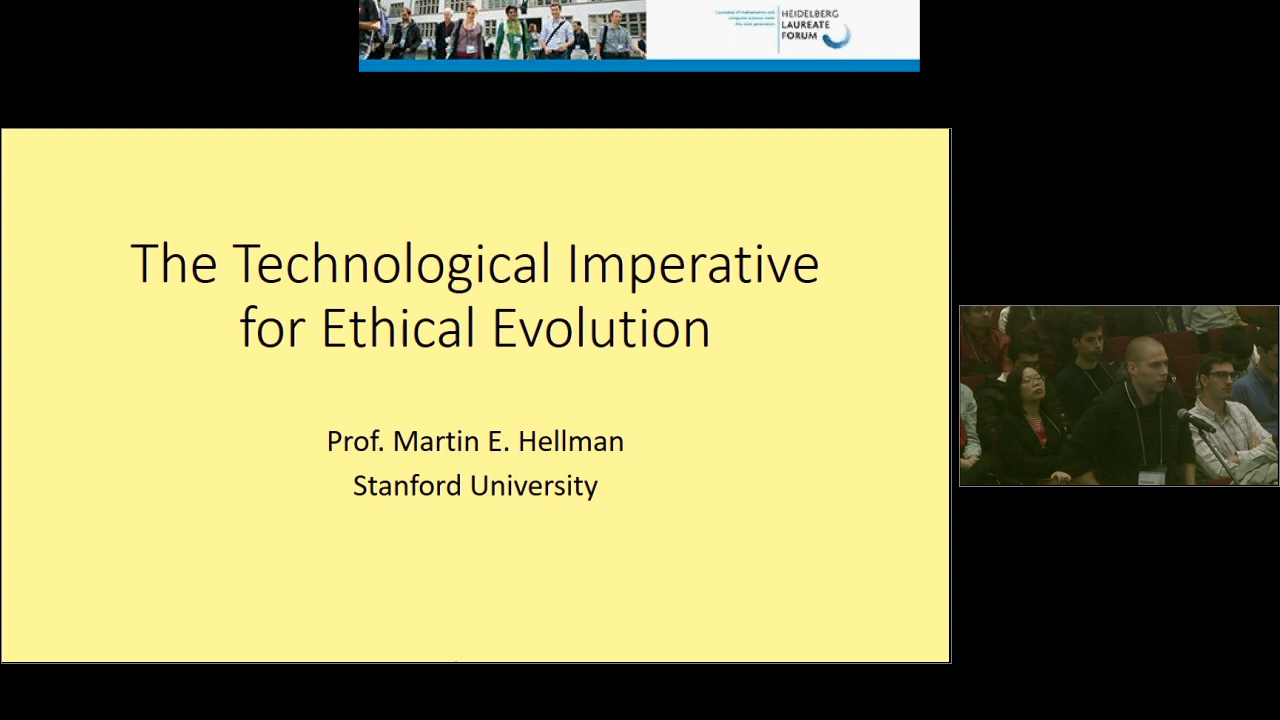 HEIDELBERG
LAUREATE
FORUM
The Technological Imperative
for Ethical Evolution
Prof. Martin E. Hellman
Stanford University